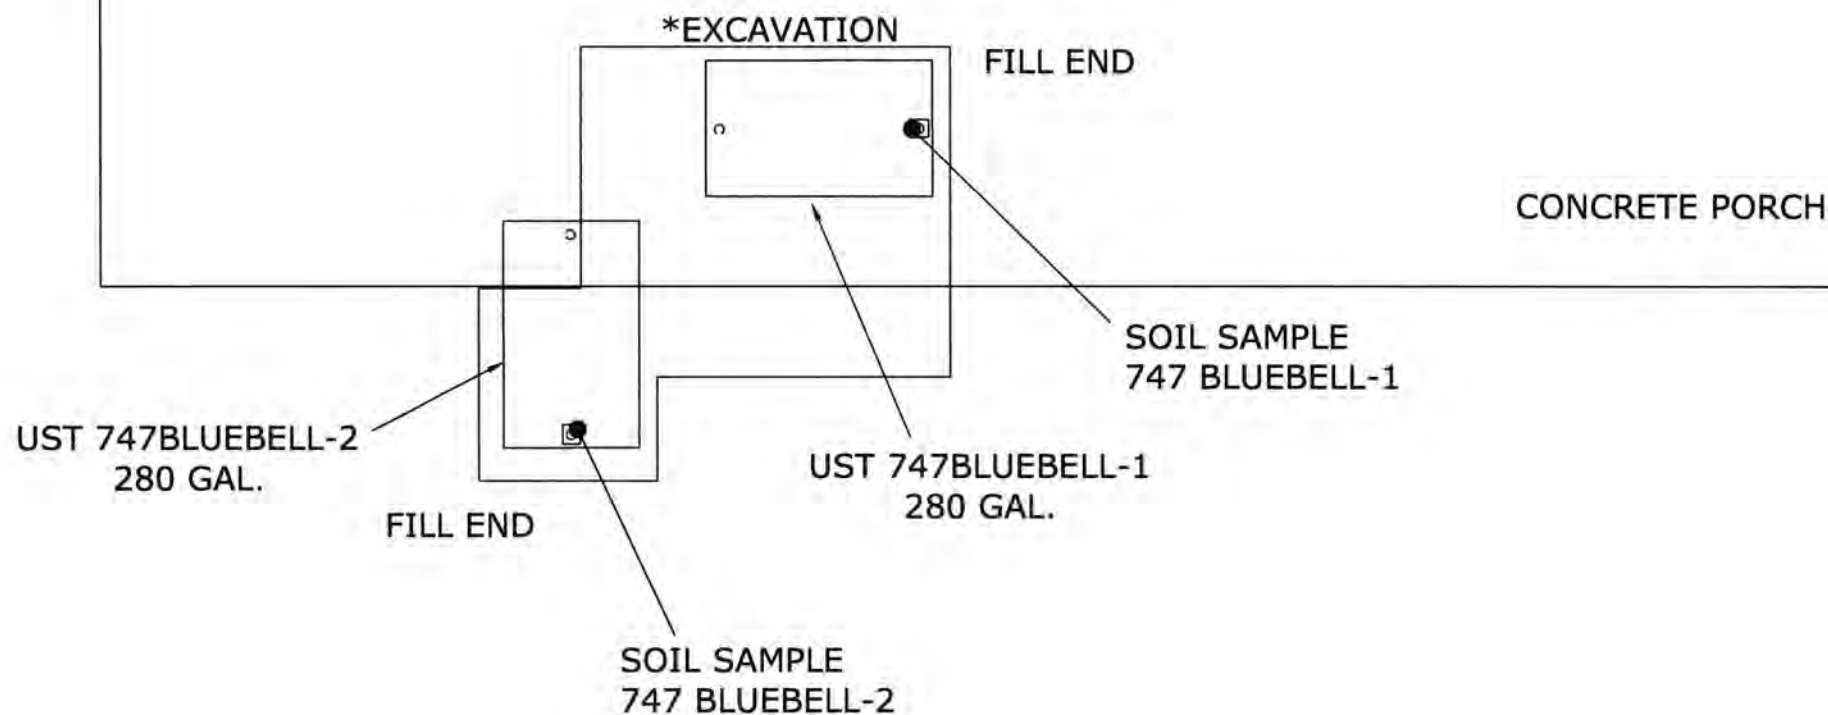 *EXCAVATION
FILL END
CONCRETE PORCH
SOIL SAMPLE
747 BLUEBELL-1
UST 747BLUEBELL-2
280 GAL.
UST 747BLUEBELL-1
280 GAL.
FILL END
SOIL SAMPLE
747 BLUEBELL-2